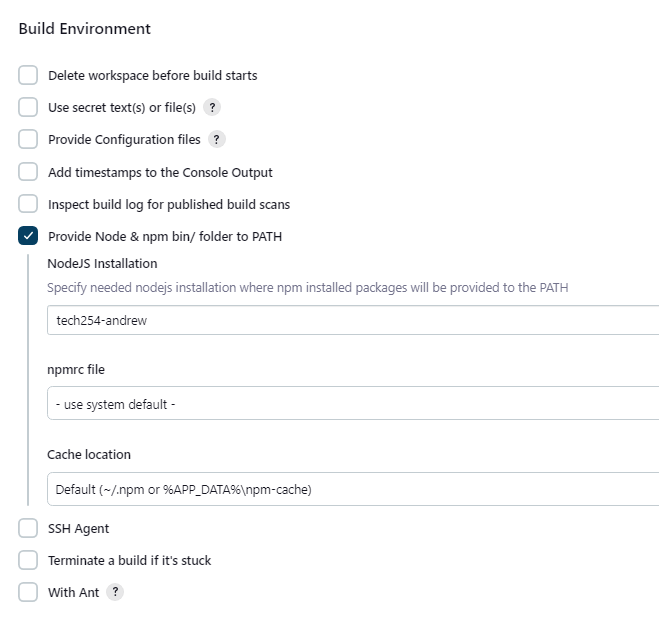 Build Environment
Delete workspace before build starts
Use secret text(s) or file(s) ?
Provide Configuration files ?
Add timestamps to the Console Output
Inspect build log for published build scans
Provide Node & npm bin/ folder to PATH
NodeJS Installation
Specify needed nodejs installation where npm installed packages will be provided to the PATH
tech254-andrew
npmrc file
- use system default -
Cache location
Default (~/.npm or %APP_DATA%\npm-cache)
SSH Agent
Terminate a build if it's stuck
With Ant ?